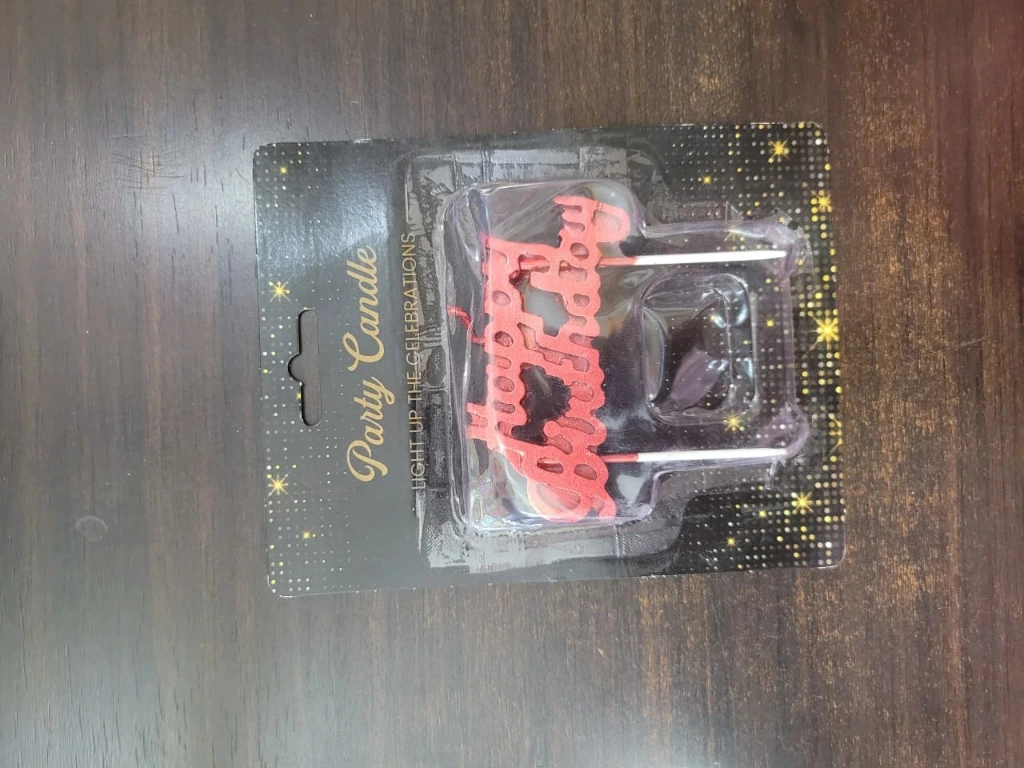 Party Candle
LIGHT UP THE CELEBRATIONS
Happy
Birthday